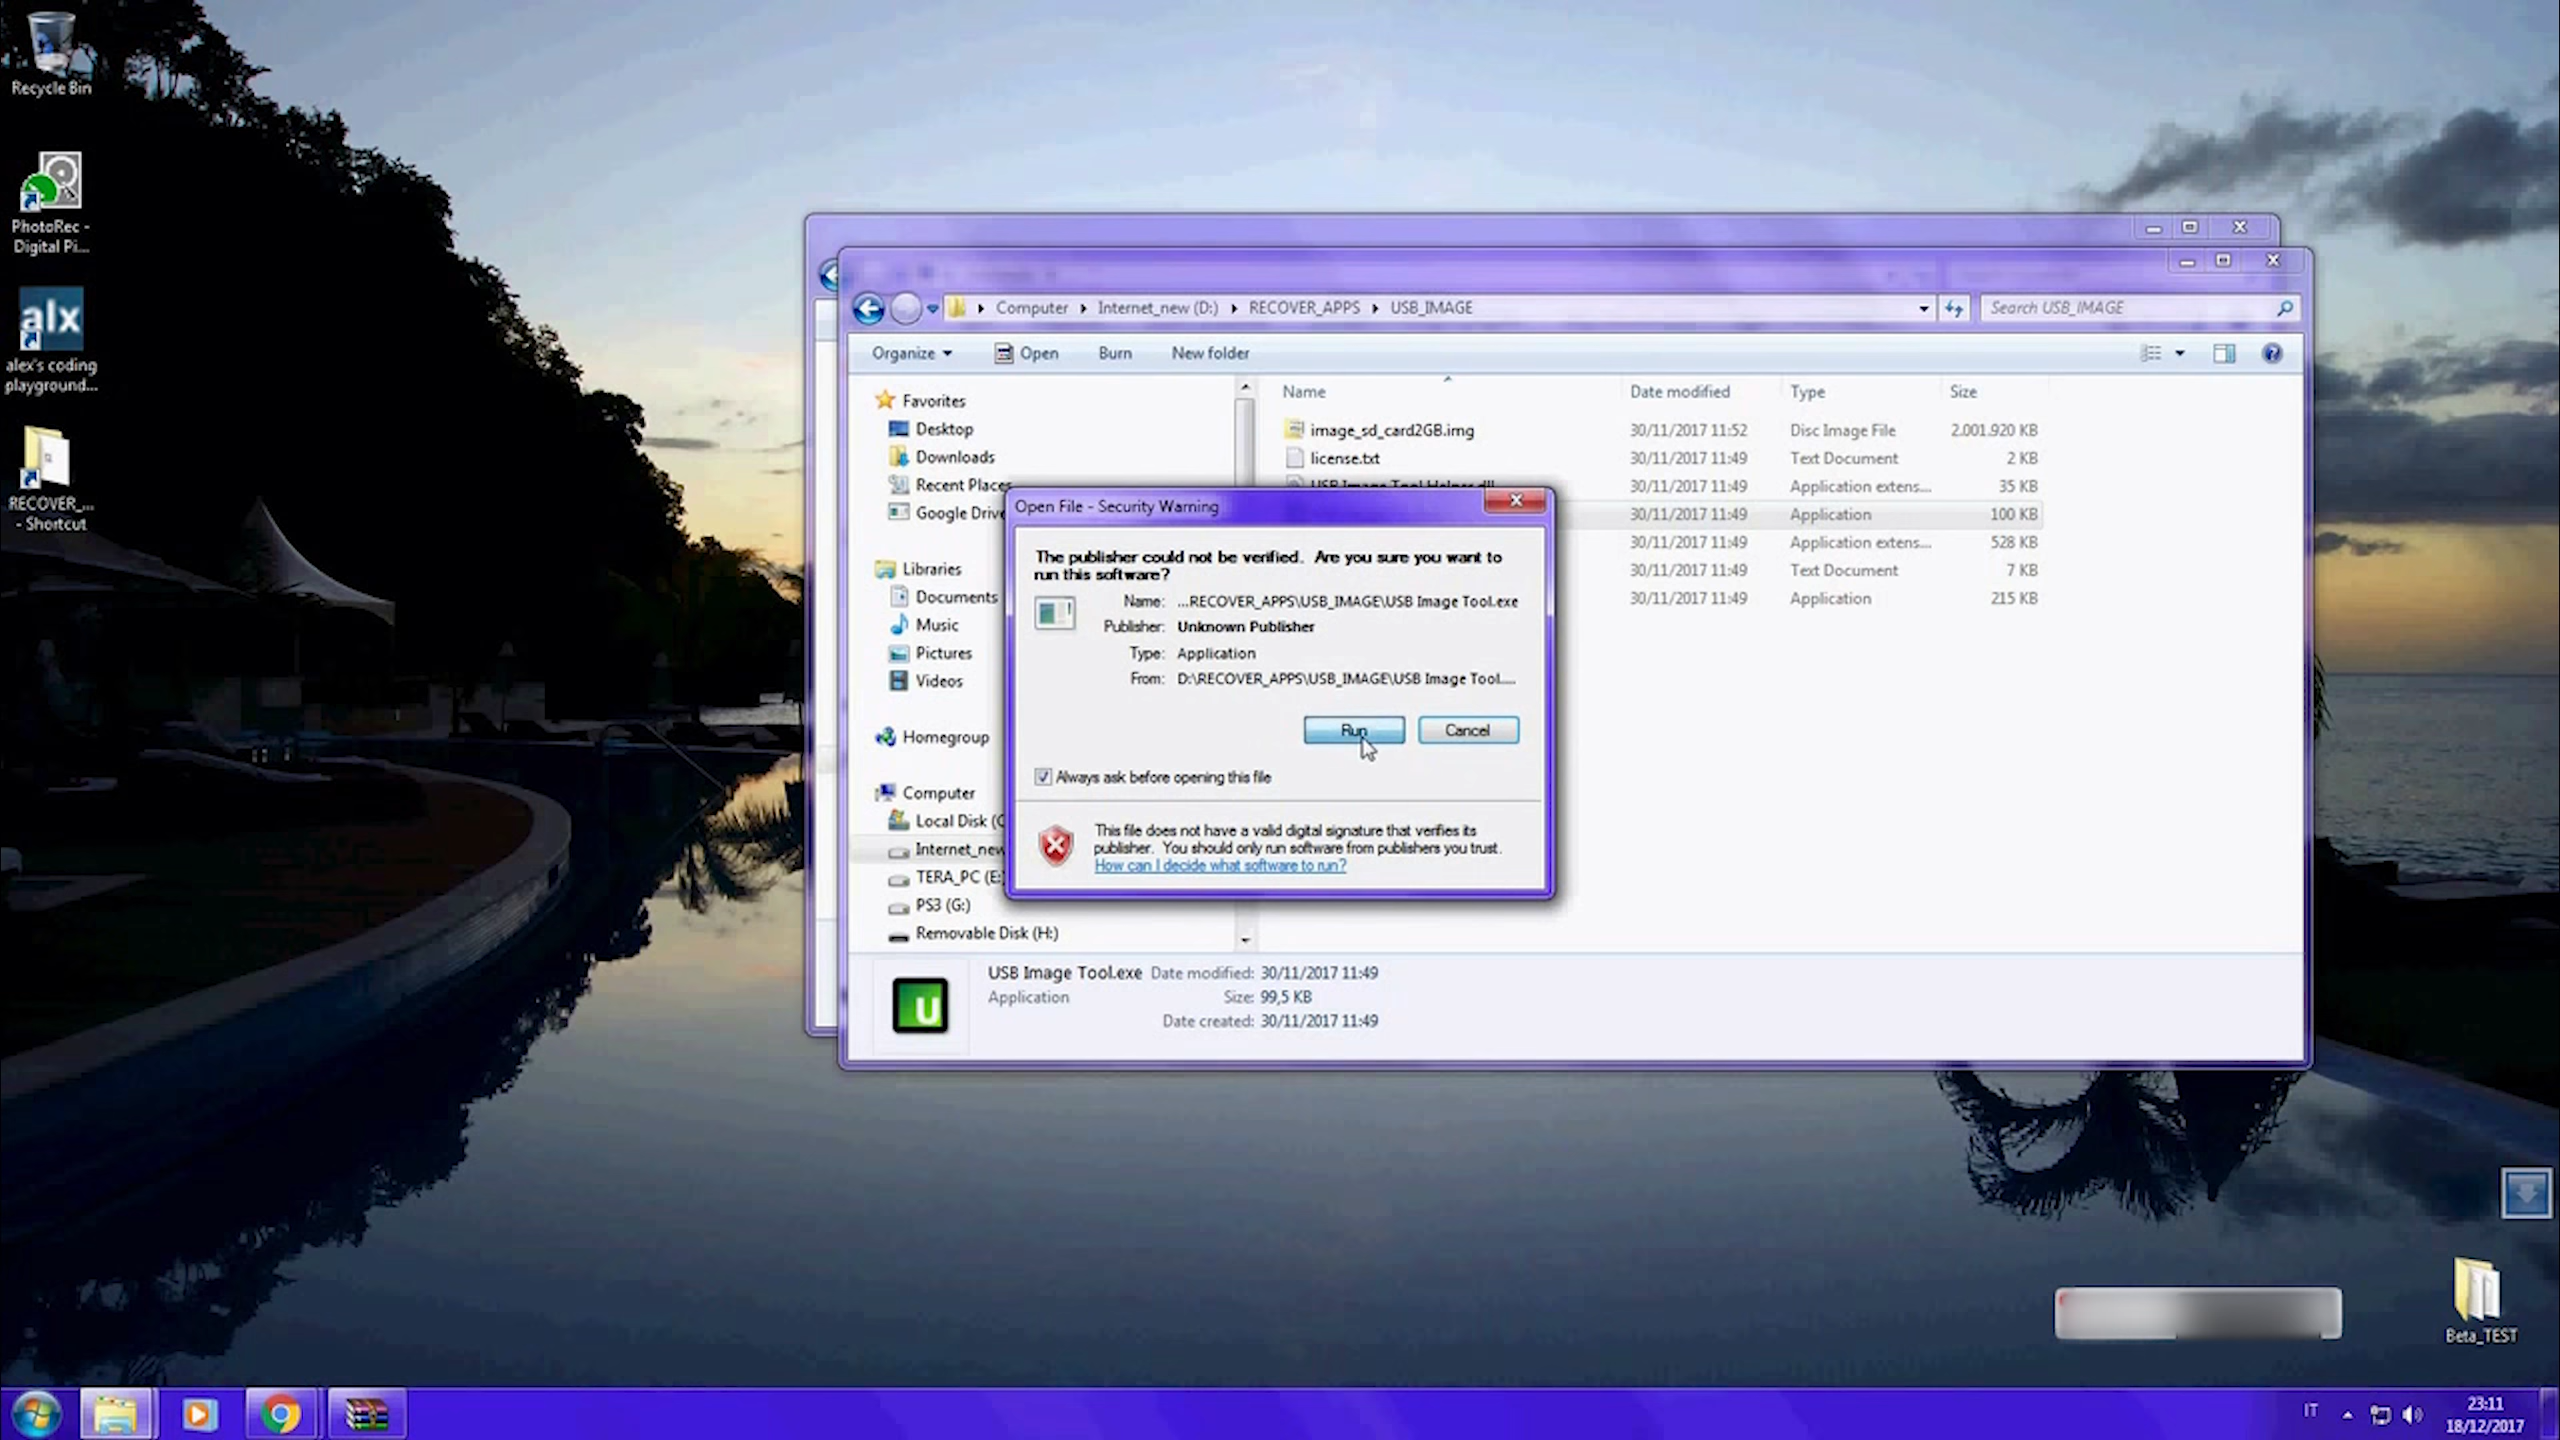 Recycle Bin
PhotoRec -
Digital Pi...
alx
alex's coding
playground...
RECOVER_...
- Shortcut
Computer
Internet_new (D:)
RECOVER_APPS
USB_IMAGE
Search USB_IMAGE
Organize
Open
Burn
New folder
Favorites
Desktop
Downloads
Recent Places
Google Drive
Libraries
Documents
Music
Pictures
Videos
Homegroup
Computer
Local Disk (C
Internet_new
TERA_PC (E:
PS3 (G:)
Removable Disk (H:)
Name Date modified Type Size
image_sd_card2GB.img 30/11/2017 11:52 Disc Image File 2.001.920 KB
license.txt 30/11/2017 11:49 Text Document 2 KB
USB Image Tool Helper.dll 30/11/2017 11:49 Application extens... 35 KB
30/11/2017 11:49 Application 100 KB
30/11/2017 11:49 Application extens... 528 KB
30/11/2017 11:49 Text Document 7 KB
30/11/2017 11:49 Application 215 KB
Open File - Security Warning
The publisher could not be verified. Are you sure you want to
run this software?
Name: ...RECOVER_APPS\USB_IMAGE\USB Image Tool.exe
Publisher: Unknown Publisher
Type: Application
From: D:\RECOVER_APPS\USB_IMAGE\USB Image Tool....
Run
Cancel
Always ask before opening this file
This file does not have a valid digital signature that verifies its
publisher. You should only run software from publishers you trust.
How can I decide what software to run?
U
USB Image Tool.exe Date modified: 30/11/2017 11:49
Application Size: 99,5 KB
Date created: 30/11/2017 11:49
Beta_TEST
IT
23:11
18/12/2017